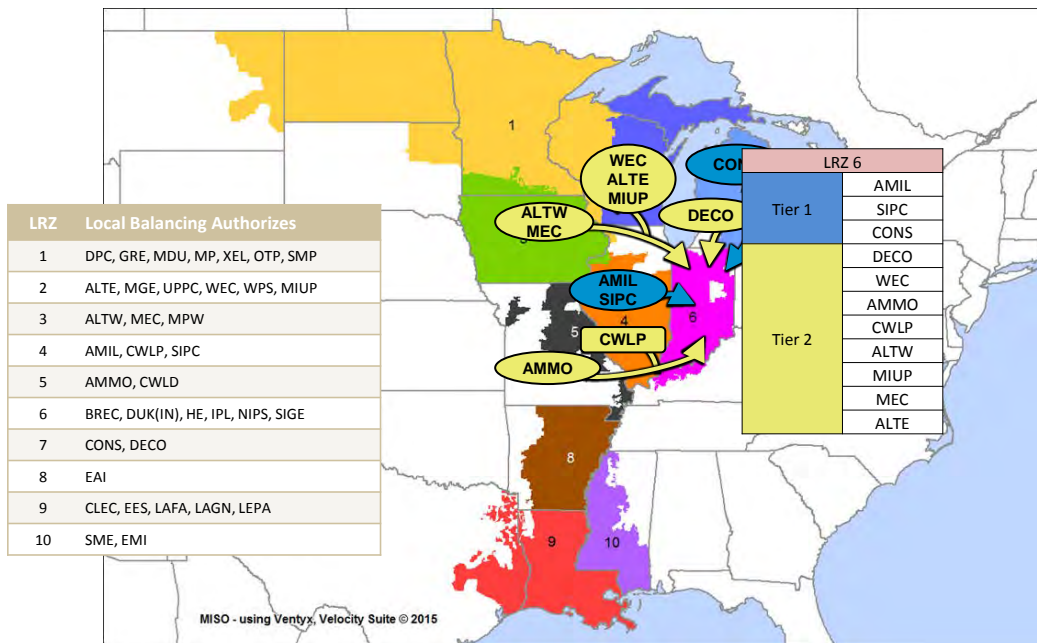 LRZ Local Balancing Authorizes
1 DPC, GRE, MDU, MP, XEL, OTP, SMP
2 ALTE, MGE, UPPC, WEC, WPS, MIUP
3 ALTW, MEC, MPW
4 AMIL, CWLP, SIPC
5 AMMO, CWLD
6 BREC, DUK(IN), HE, IPL, NIPS, SIGE
7 CONS, DECO
8 EAI
9 CLEC, EES, LAFA, LAGN, LEPA
10 SME, EMI
1
WEC
ALTE
MIUP
ALTW
MEC
DECO
AMIL
SIPC
4
5
6
CWLP
AMMO
8
9
10
LRZ 6
Tier 1
AMIL
SIPC
CONS
Tier 2
DECO
WEC
AMMO
CWLP
ALTW
MIUP
MEC
ALTE
MISO - using Ventyx, Velocity Suite © 2015